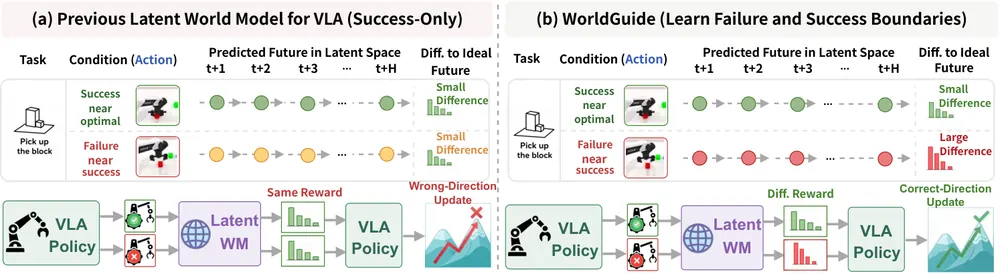 (a) Previous Latent World Model for VLA (Success-Only)
Task
Condition (Action)
Predicted Future in Latent Space
t+1 t+2 t+3 ... t+H
Diff. to Ideal
Future
Pick up
the block
Success
near
optimal
...
Small
Difference
Failure
near
success
...
Small
Difference
VLA
Policy
Latent
WM
Same Reward
VLA
Policy
Wrong-Direction
Update
(b) WorldGuide (Learn Failure and Success Boundaries)
Task
Condition (Action)
Predicted Future in Latent Space
t+1 t+2 t+3 ... t+H
Diff. to Ideal
Future
Pick up
the block
Success
near
optimal
...
Small
Difference
Failure
near
success
...
Large
Difference
VLA
Policy
Latent
WM
Diff. Reward
VLA
Policy
Correct-Direction
Update